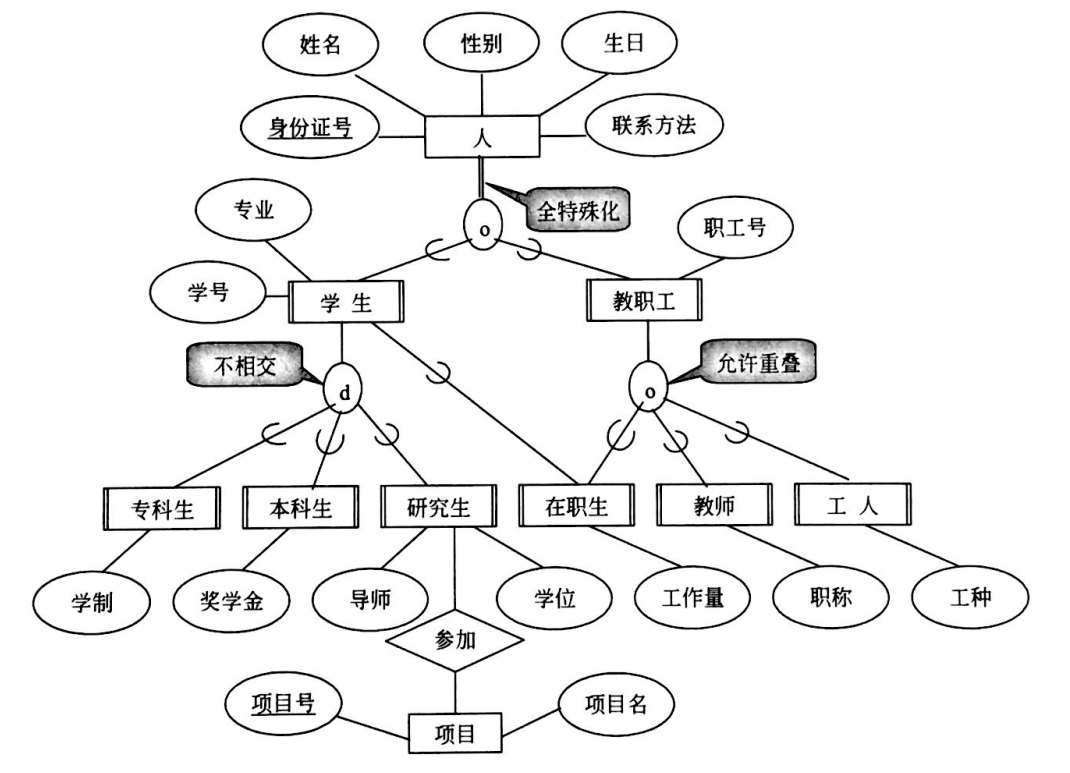 姓名
性别
生日
身份证号
人
联系方法
专业
o
全特殊化
职工号
学号
学 生
教职工
不相交
d
o
允许重叠
专科生
本科生
研究生
在职生
教师
工 人
学制
奖学金
导师
学位
工作量
职称
工种
参加
项目号
项目
项目名